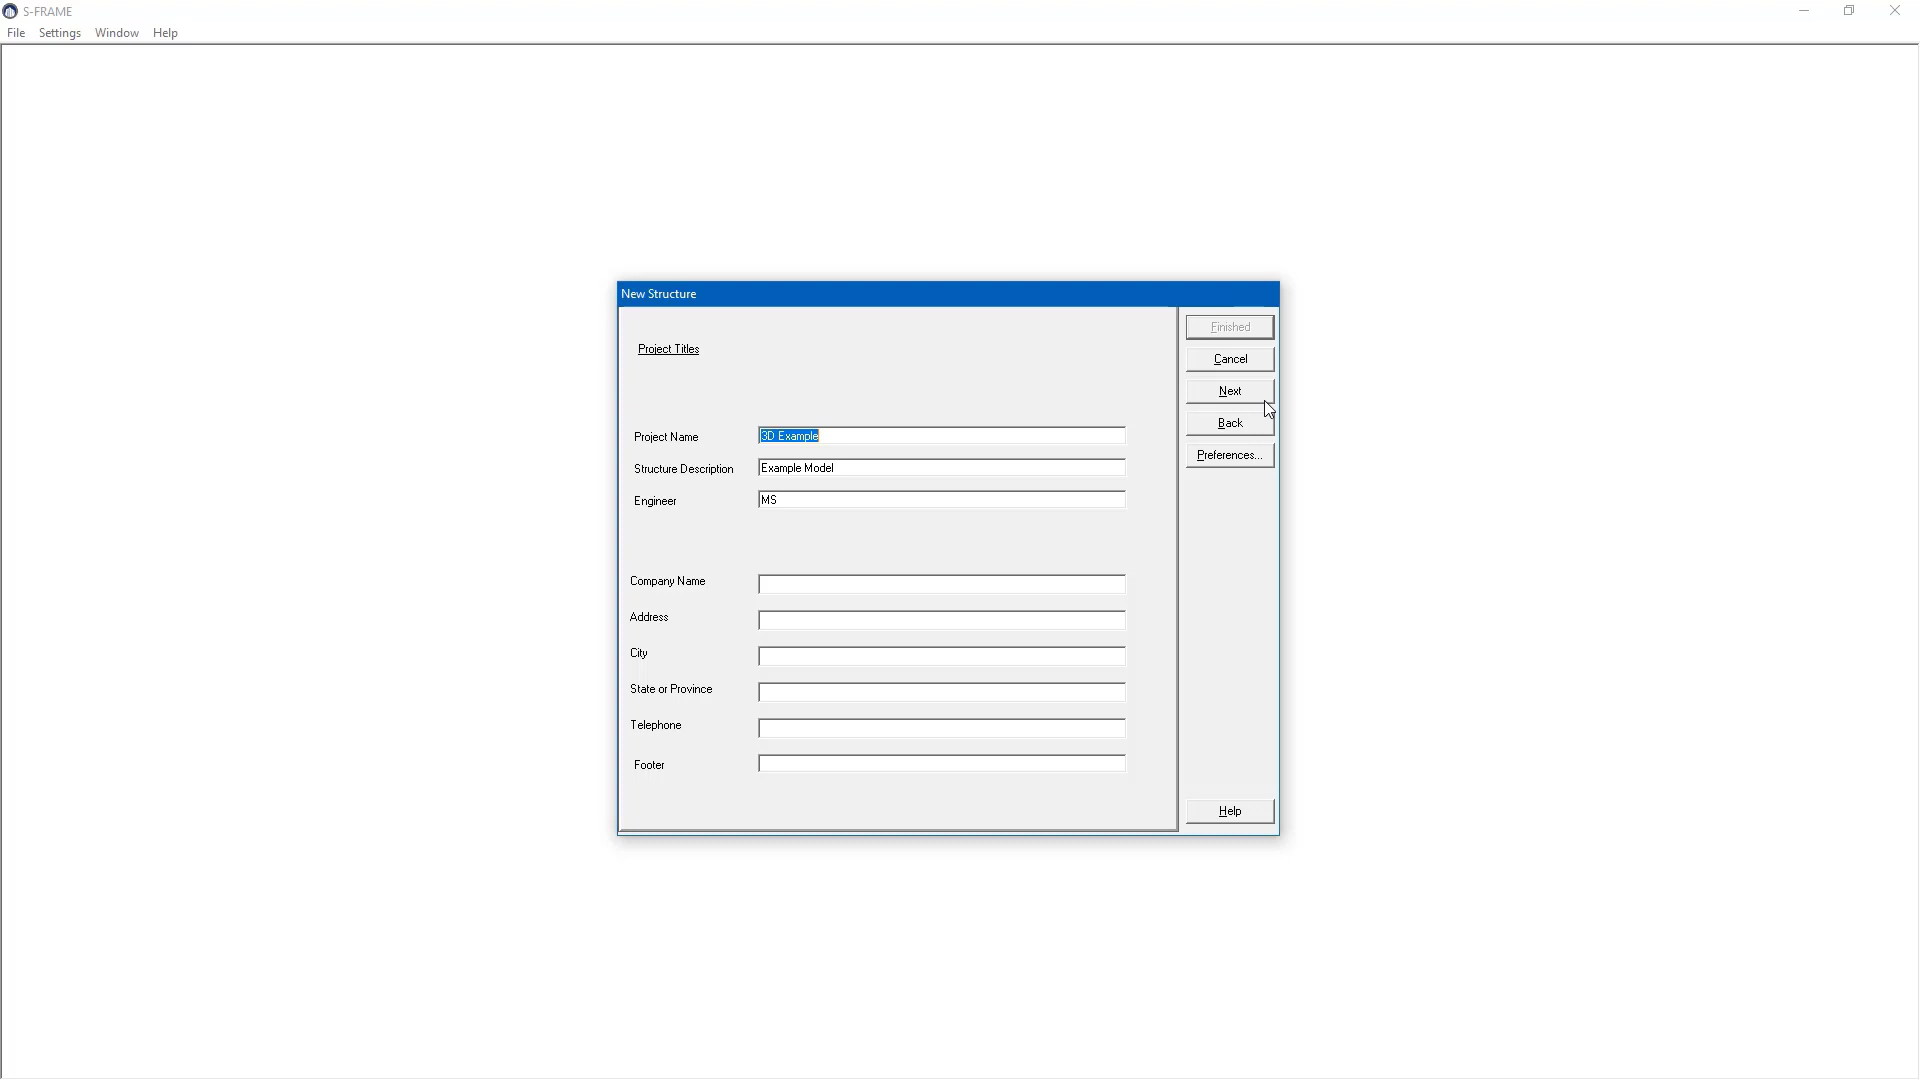 S-FRAME
File Settings Window Help
New Structure
Finished
Project Titles
Cancel
Next
Back
Project Name 3D Example
Preferences...
Structure Description Example Model
Engineer MS
Company Name
Address
City
State or Province
Telephone
Footer
Help